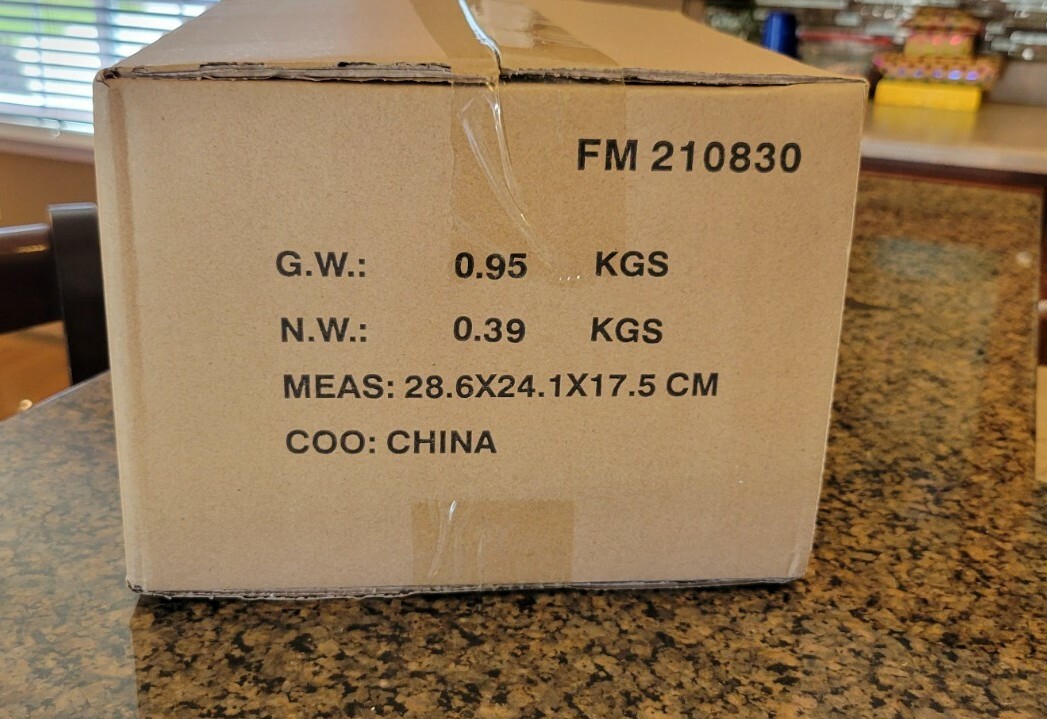 FM 210830
G.W.: 0.95 KGS
N.W.: 0.39 KGS
MEAS: 28.6X24.1X17.5 CM
COO: CHINA